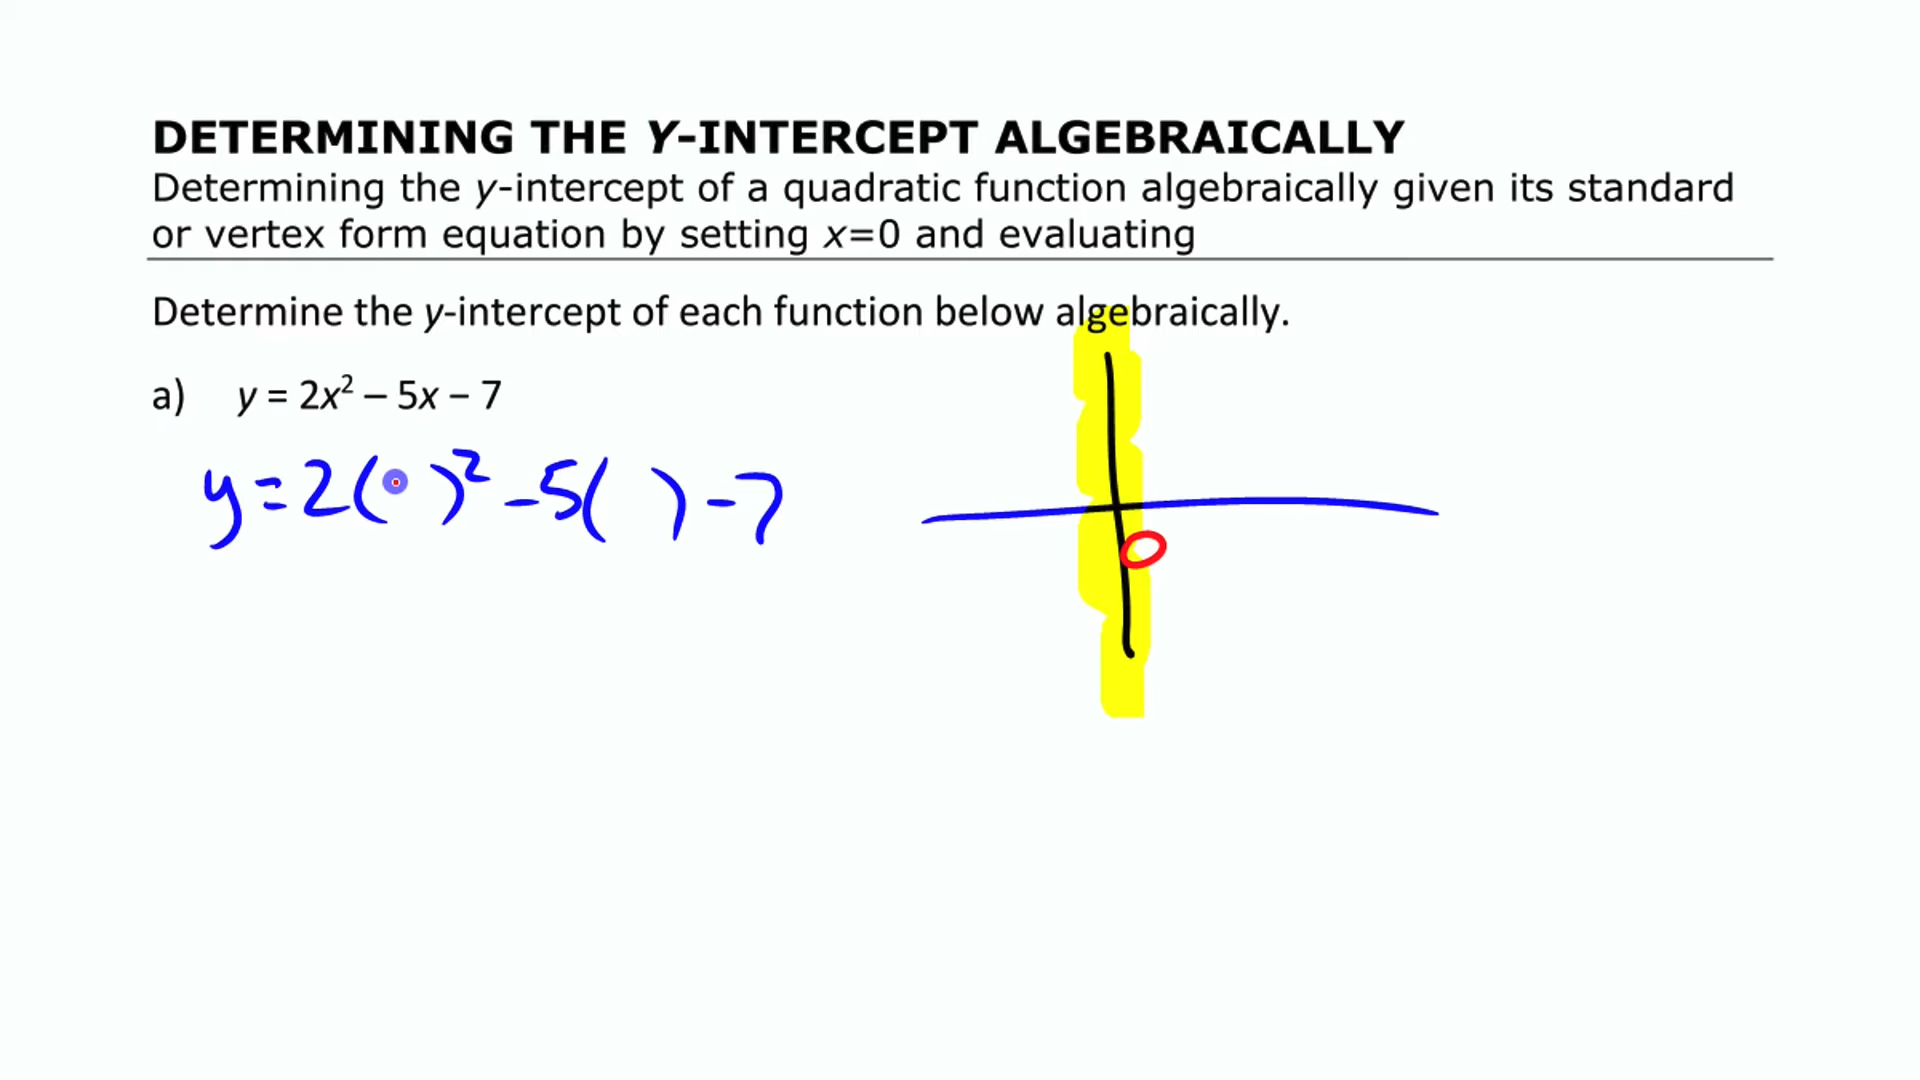 DETERMINING THE Y-INTERCEPT ALGEBRAICALLY
Determining the y-intercept of a quadratic function algebraically given its standard
or vertex form equation by setting x=0 and evaluating
Determine the y-intercept of each function below algebraically.
a) y = 2x² – 5x – 7
y = 2( )² - 5( ) - 7
0